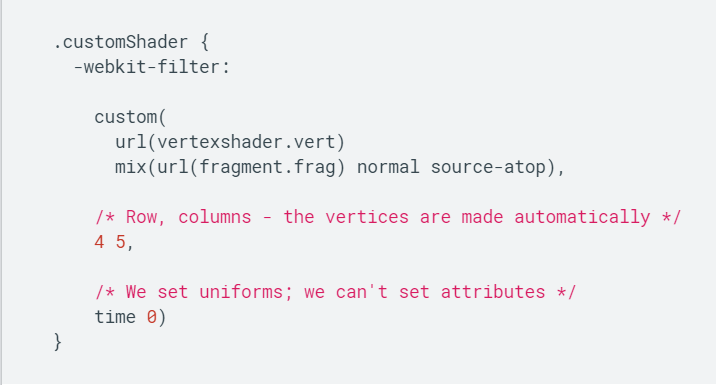 .customShader {
-webkit-filter:
custom(
url(vertexshader.vert)
mix(url(fragment.frag) normal source-atop),
/* Row, columns - the vertices are made automatically */
4 5,
/* We set uniforms; we can't set attributes */
time 0)
}